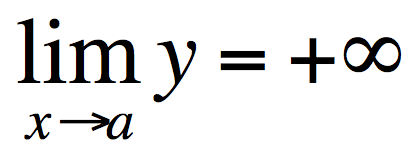 lim y = +∞
x→a